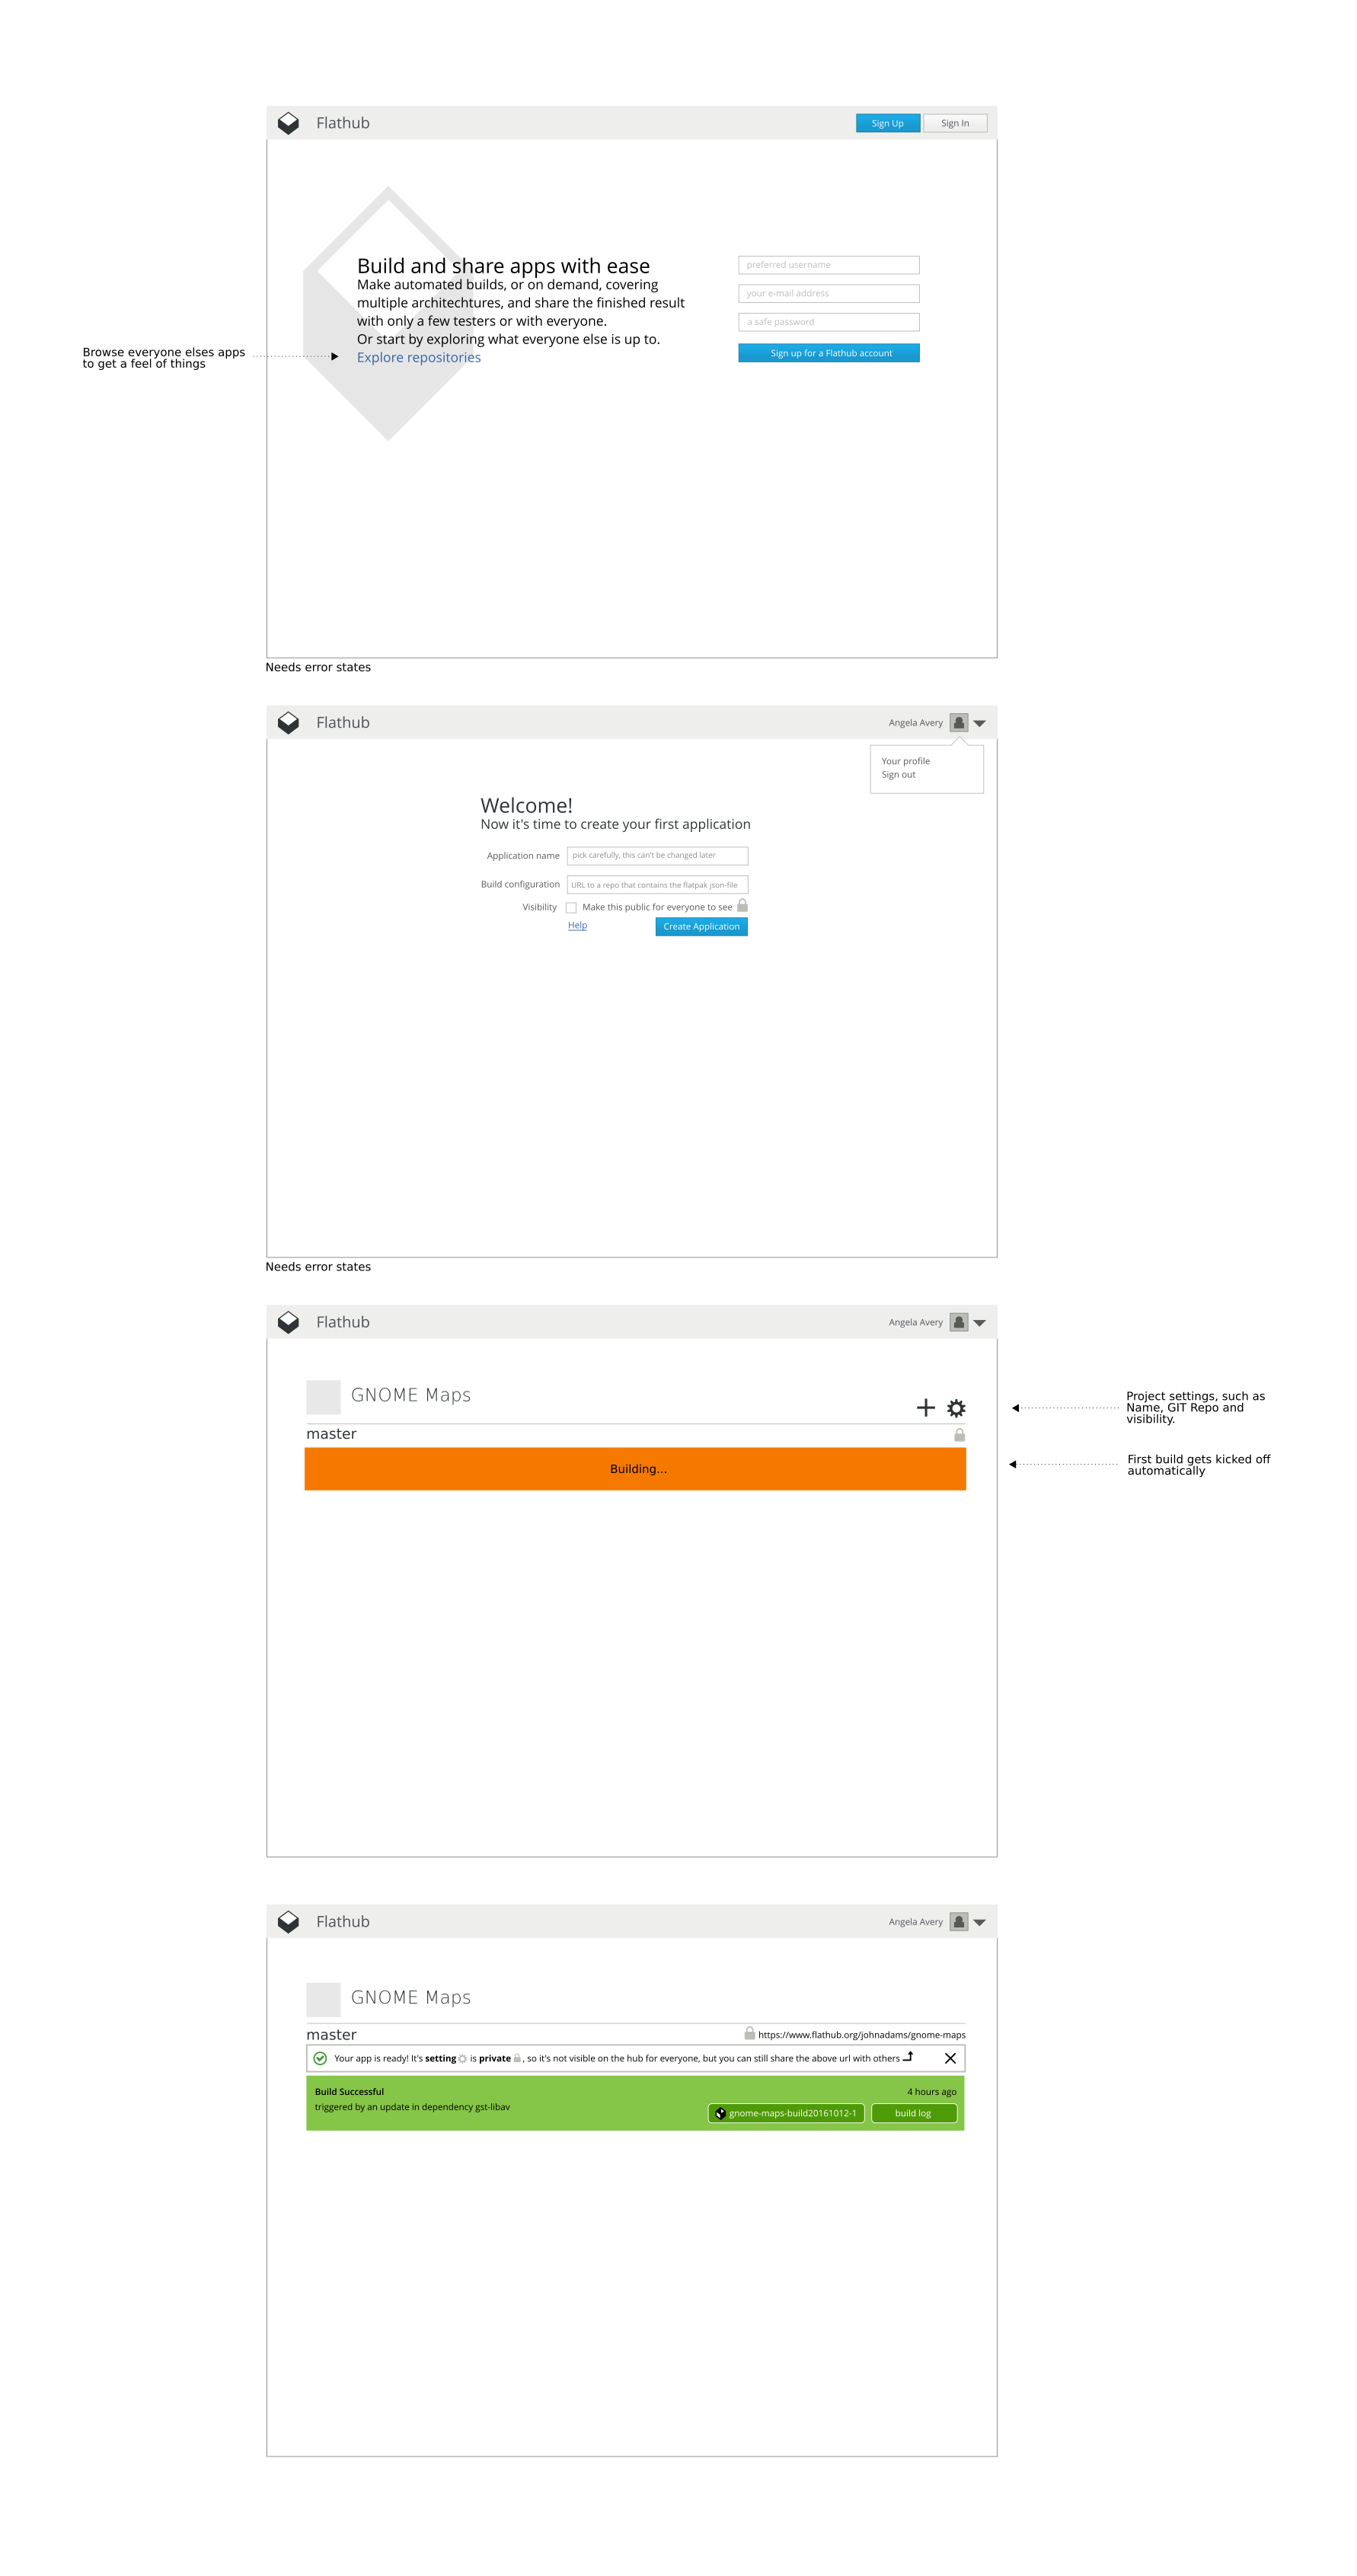 Flathub
Sign Up
Sign In
Build and share apps with ease
Make automated builds, or on demand, covering
multiple architechtures, and share the finished result
with only a few testers or with everyone.
Or start by exploring what everyone else is up to.
Explore repositories
preferred username
your e-mail address
a safe password
Sign up for a Flathub account
Browse everyone elses apps
to get a feel of things
Needs error states
Flathub
Angela Avery
Your profile
Sign out
Welcome!
Now it's time to create your first application
Application name
pick carefully, this can't be changed later
Build configuration
URL to a repo that contains the flatpak json-file
Visibility
Make this public for everyone to see
Help
Create Application
Needs error states
Flathub
Angela Avery
GNOME Maps
master
Building...
Project settings, such as
Name, GIT Repo and
visibility.
First build gets kicked off
automatically
Flathub
Angela Avery
GNOME Maps
master
https://www.flathub.org/johnadams/gnome-maps
Your app is ready! It's setting is private , so it's not visible on the hub for everyone, but you can still share the above url with others
Build Successful
4 hours ago
triggered by an update in dependency gst-libav
gnome-maps-build20161012-1
build log